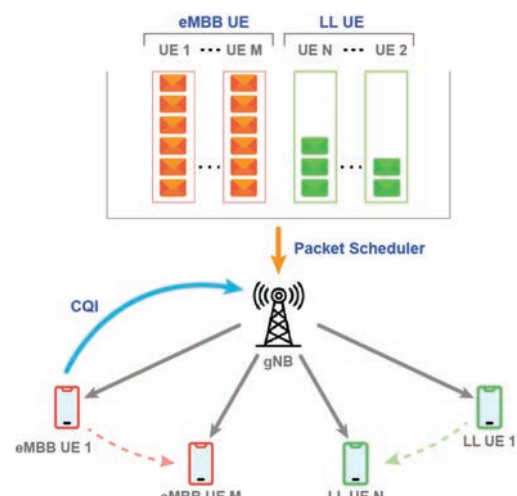 eMBB UE LL UE
UE 1 ••• UE M UE N ••• UE 2
Packet Scheduler
CQI
gNB
eMBB UE 1
LL UE 1
eMBB UE M
LL UE N